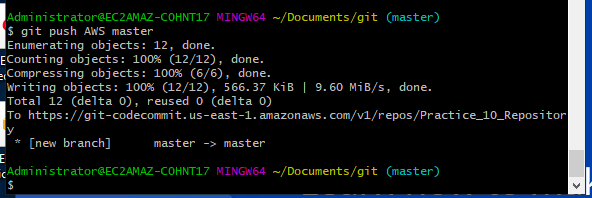 Administrator@EC2AMAZ-COHNT17 MINGW64 ~/Documents/git (master)
$ git push AWS master
Enumerating objects: 12, done.
Counting objects: 100% (12/12), done.
Compressing objects: 100% (6/6), done.
Writing objects: 100% (12/12), 566.37 KiB | 9.60 MiB/s, done.
Total 12 (delta 0), reused 0 (delta 0)
To https://git-codecommit.us-east-1.amazonaws.com/v1/repos/Practice_10_Repositor
y
 * [new branch]      master -> master
Administrator@EC2AMAZ-COHNT17 MINGW64 ~/Documents/git (master)
$